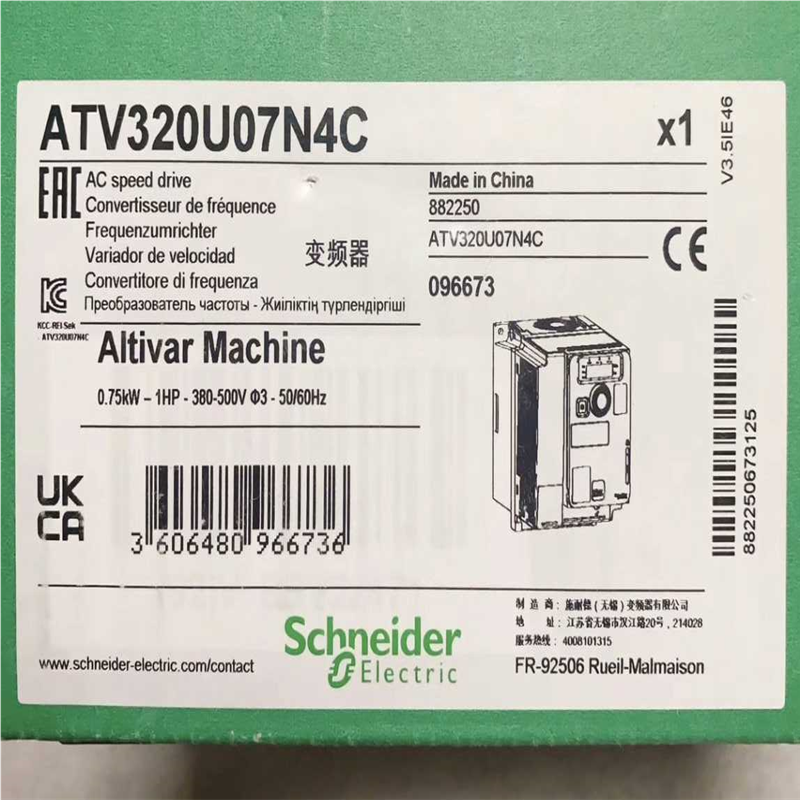 ATV320U07N4C
x1
V3.5IE46
EAC
AC speed drive
Convertisseur de fréquence
Frequenzumrichter
Variador de velocidad
变频器
Convertitore di frequenza
Преобразователь частоты - Жиіліктің түрлендіргіші
Made in China
882250
ATV320U07N4C
CE
096673
KCC-REI-Sek
- ATV320U07N4C
Altivar Machine
0.75kW – 1HP - 380-500V Φ3 - 50/60Hz
UK
CA
3 606480 966736
882250673125
制 造 商: 施耐德(无锡)变频器有限公司
地 址: 江苏省无锡市汉江路20号, 214028
服务热线: 4008101315
Schneider
Electric
www.schneider-electric.com/contact
FR-92506 Rueil-Malmaison